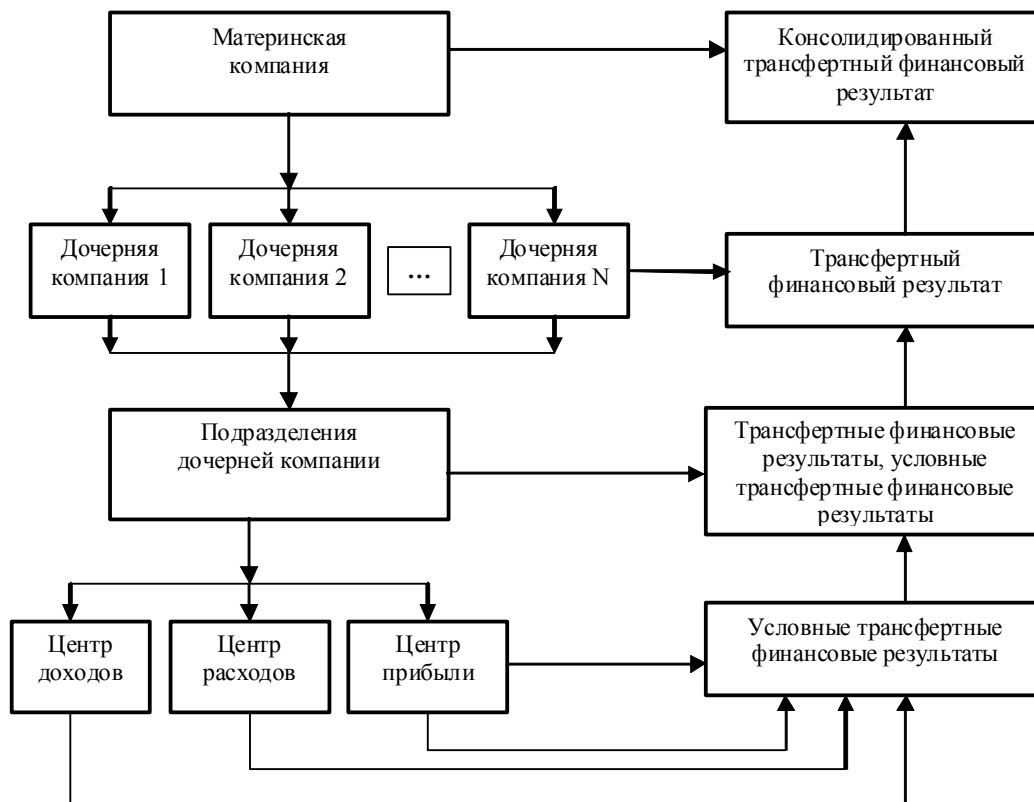 Материнская
компания
Консолидированный
трансфертный финансовый
результат
Дочерняя
компания 1
Дочерняя
компания 2
...
Дочерняя
компания N
Трансфертный
финансовый результат
Подразделения
дочерней компании
Трансфертные финансовые
результаты, условные
трансфертные финансовые
результаты
Центр
доходов
Центр
расходов
Центр
прибыли
Условные трансфертные
финансовые результаты